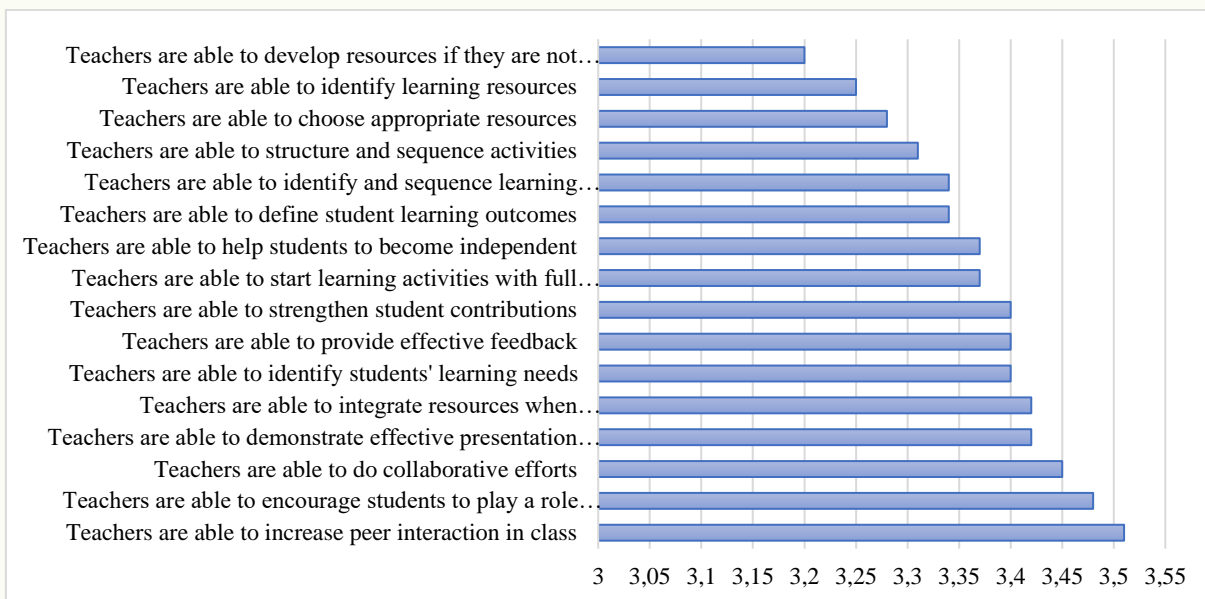 Teachers are able to develop resources if they are not…
Teachers are able to identify learning resources
Teachers are able to choose appropriate resources
Teachers are able to structure and sequence activities
Teachers are able to identify and sequence learning…
Teachers are able to define student learning outcomes
Teachers are able to help students to become independent
Teachers are able to start learning activities with full…
Teachers are able to strengthen student contributions
Teachers are able to provide effective feedback
Teachers are able to identify students' learning needs
Teachers are able to integrate resources when…
Teachers are able to demonstrate effective presentation…
Teachers are able to do collaborative efforts
Teachers are able to encourage students to play a role…
Teachers are able to increase peer interaction in class
3 3,05 3,1 3,15 3,2 3,25 3,3 3,35 3,4 3,45 3,5 3,55